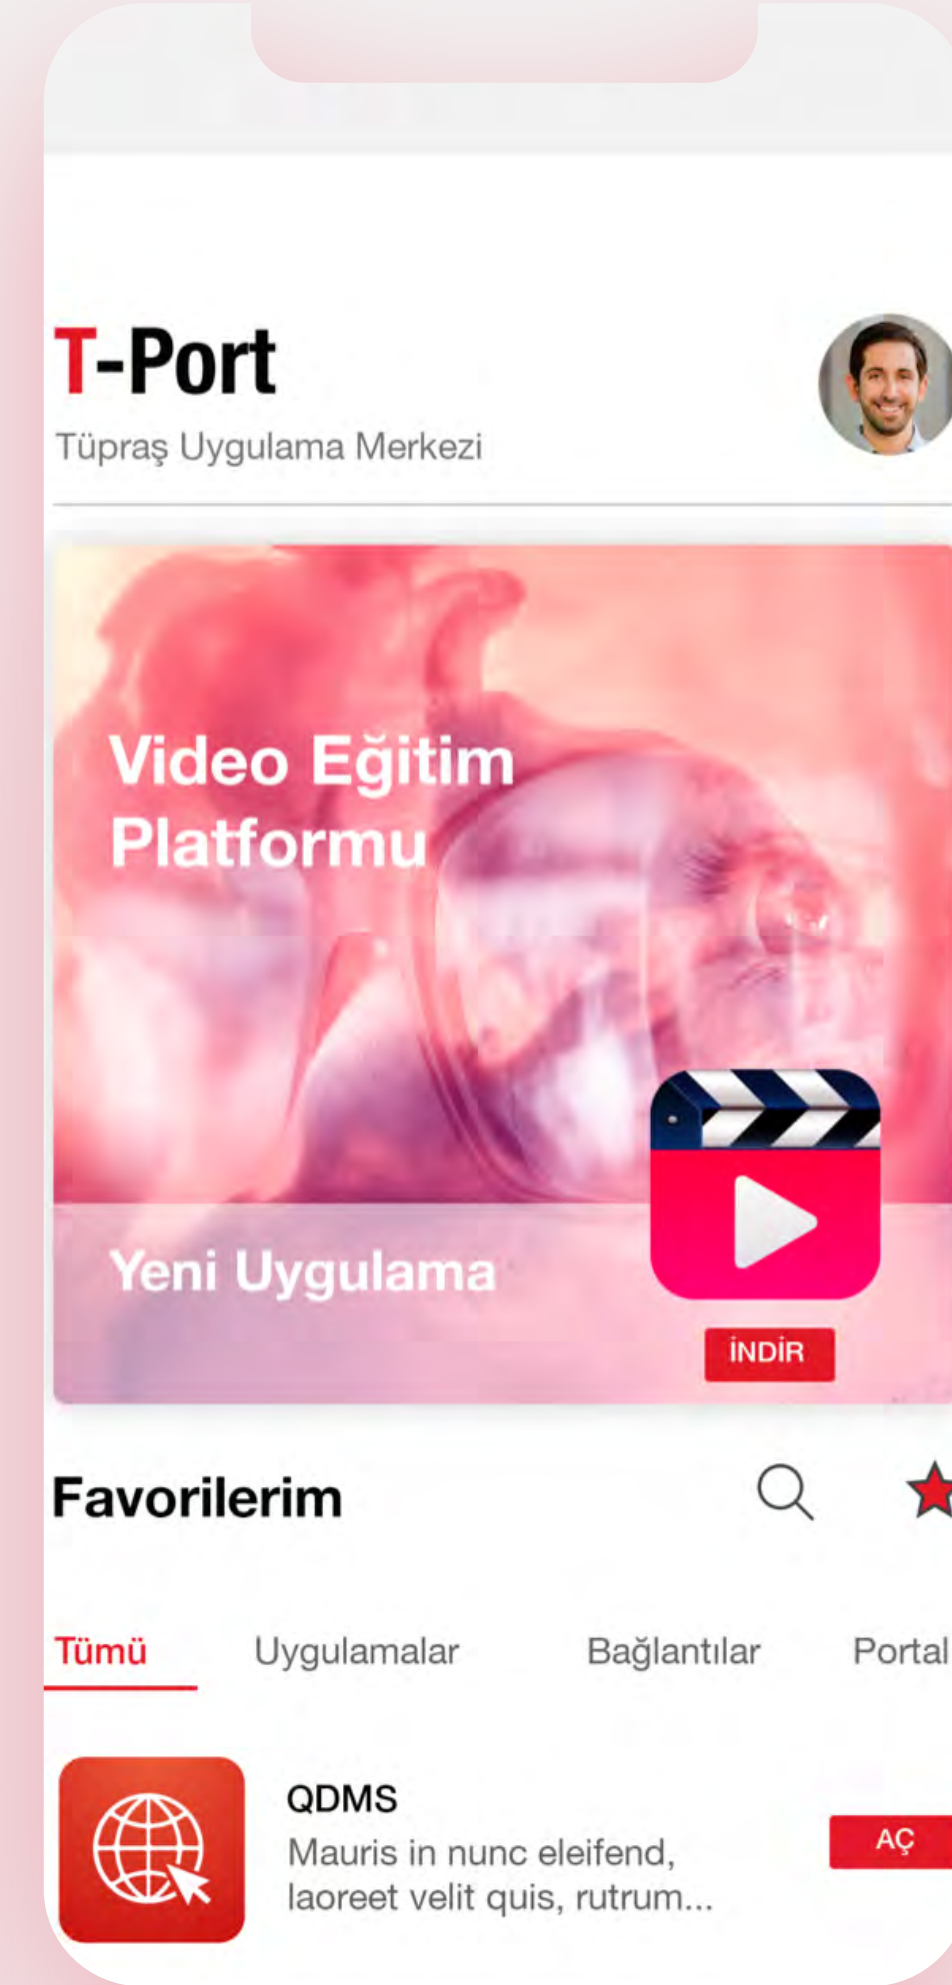 T-Port
Tüpraş Uygulama Merkezi
Video Eğitim
Platformu
Yeni Uygulama
İNDİR
Favorilerim
Tümü Uygulamalar Bağlantılar Portal
QDMS
Mauris in nunc eleifend,
laoreet velit quis, rutrum...
AÇ